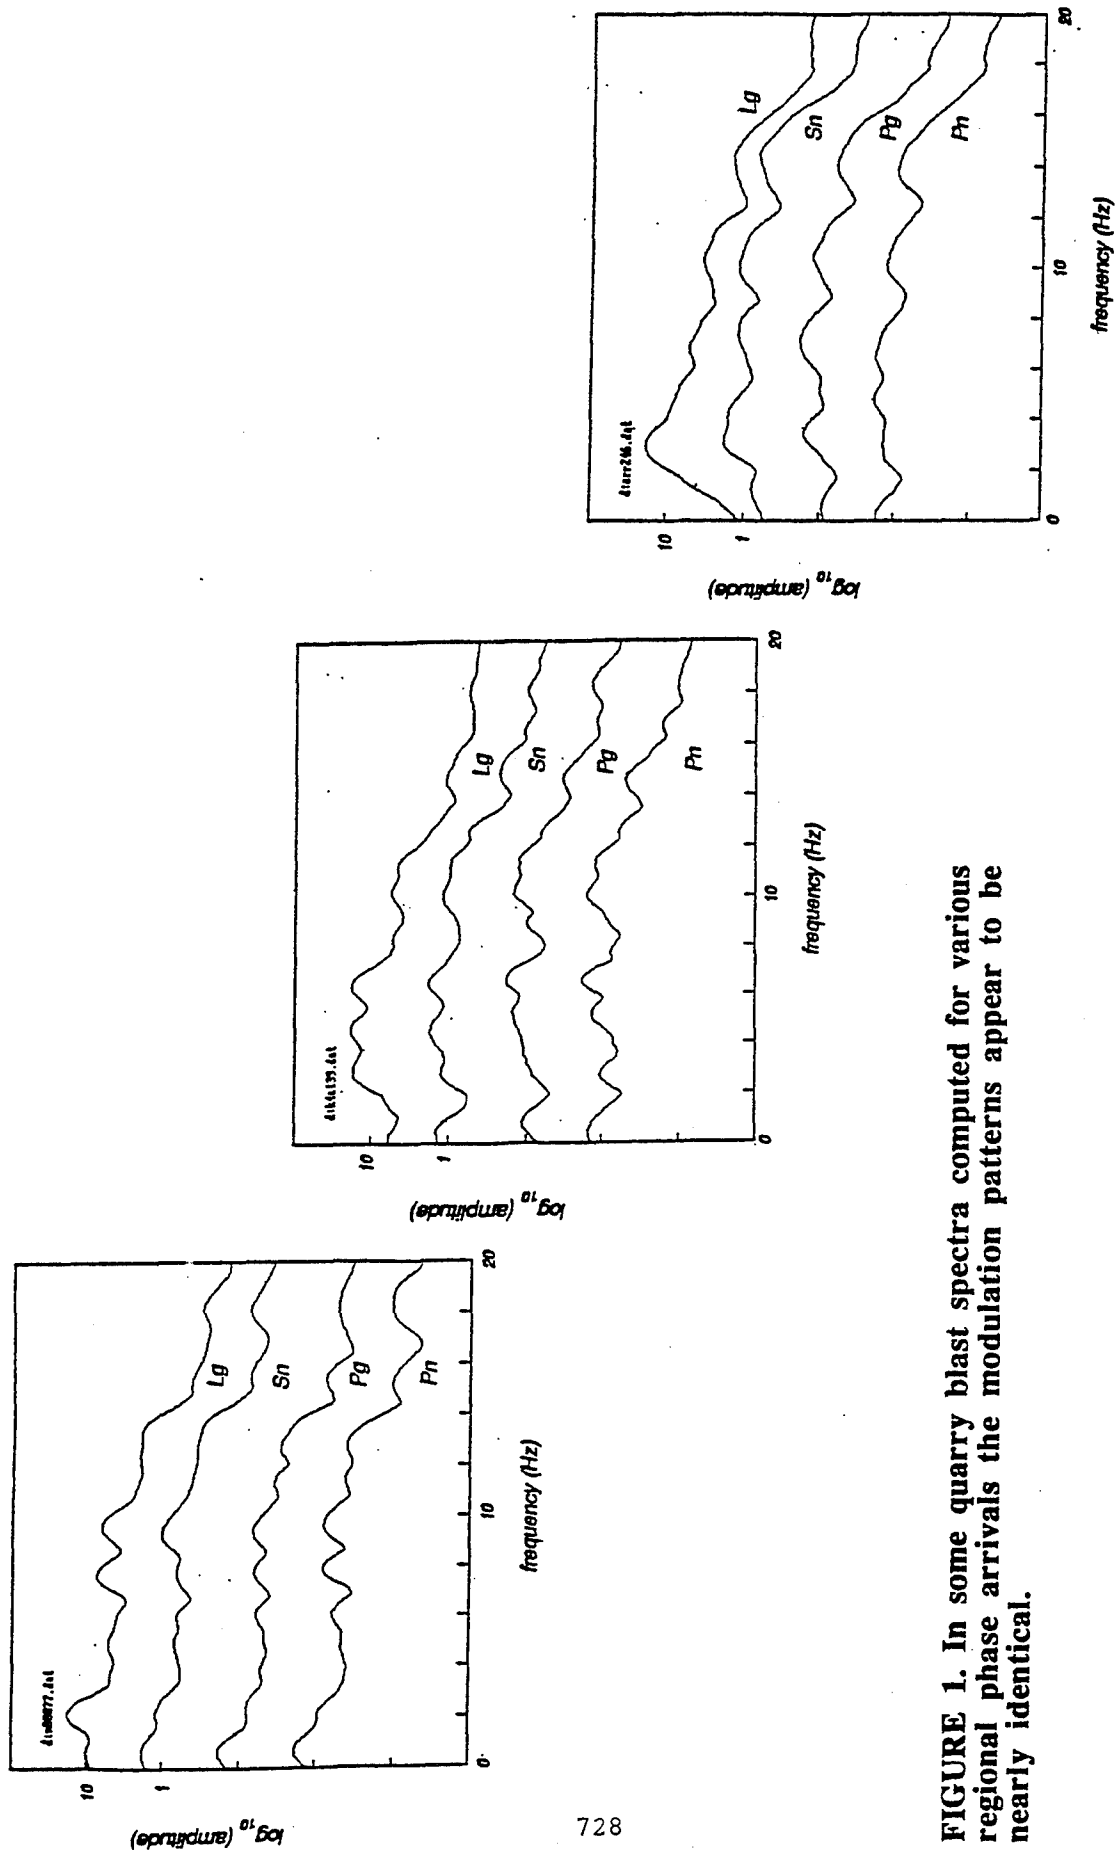 10
1
log10 (amplitude)
0
10
20
frequency (Hz)
Lg
Sn
Pg
Pn
10
1
log10 (amplitude)
0
10
20
frequency (Hz)
Lg
Sn
Pg
Pn
10
1
log10 (amplitude)
0
10
20
frequency (Hz)
Lg
Sn
Pg
Pn
FIGURE 1. In some quarry blast spectra computed for various
regional phase arrivals the modulation patterns appear to be
nearly identical.
728